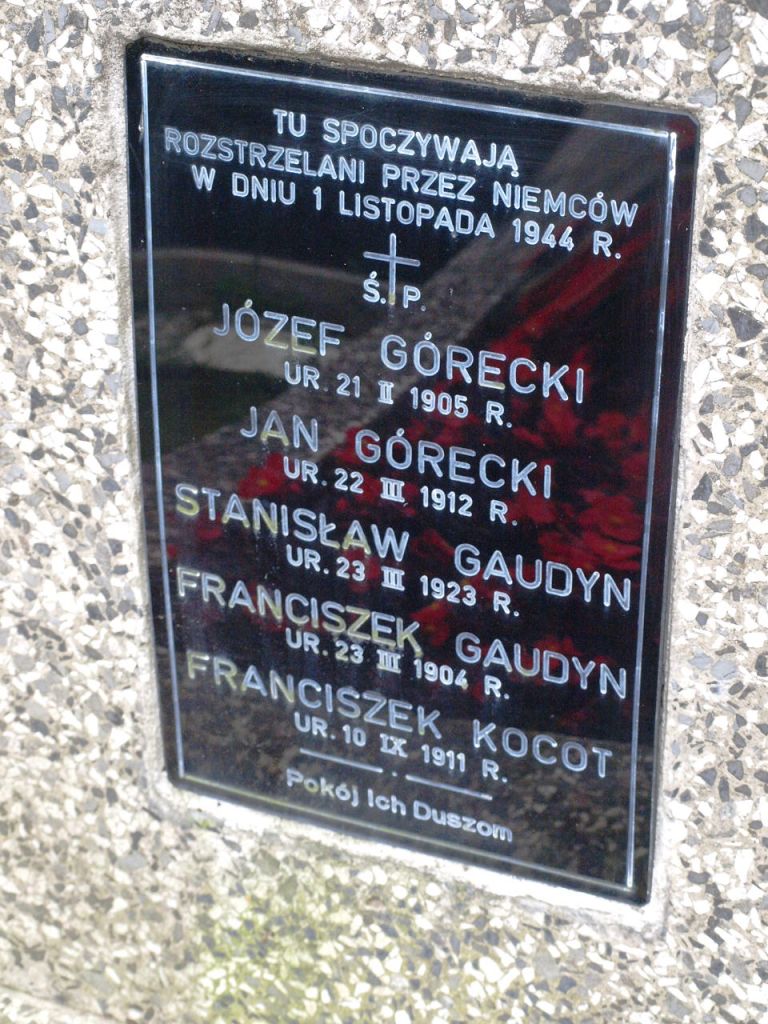 TU SPOCZYWAJĄ
ROZSTRZELANI PRZEZ NIEMCÓW
W DNIU 1 LISTOPADA 1944 R.
Ś. P.
JÓZEF GÓRECKI
UR. 21 II 1905 R.
JAN GÓRECKI
UR. 22 III 1912 R.
STANISŁAW GAUDYN
UR. 23 III 1923 R.
FRANCISZEK GAUDYN
UR. 23 III 1904 R.
FRANCISZEK KOCOT
UR. 10 IX 1911 R.
Pokój Ich Duszom